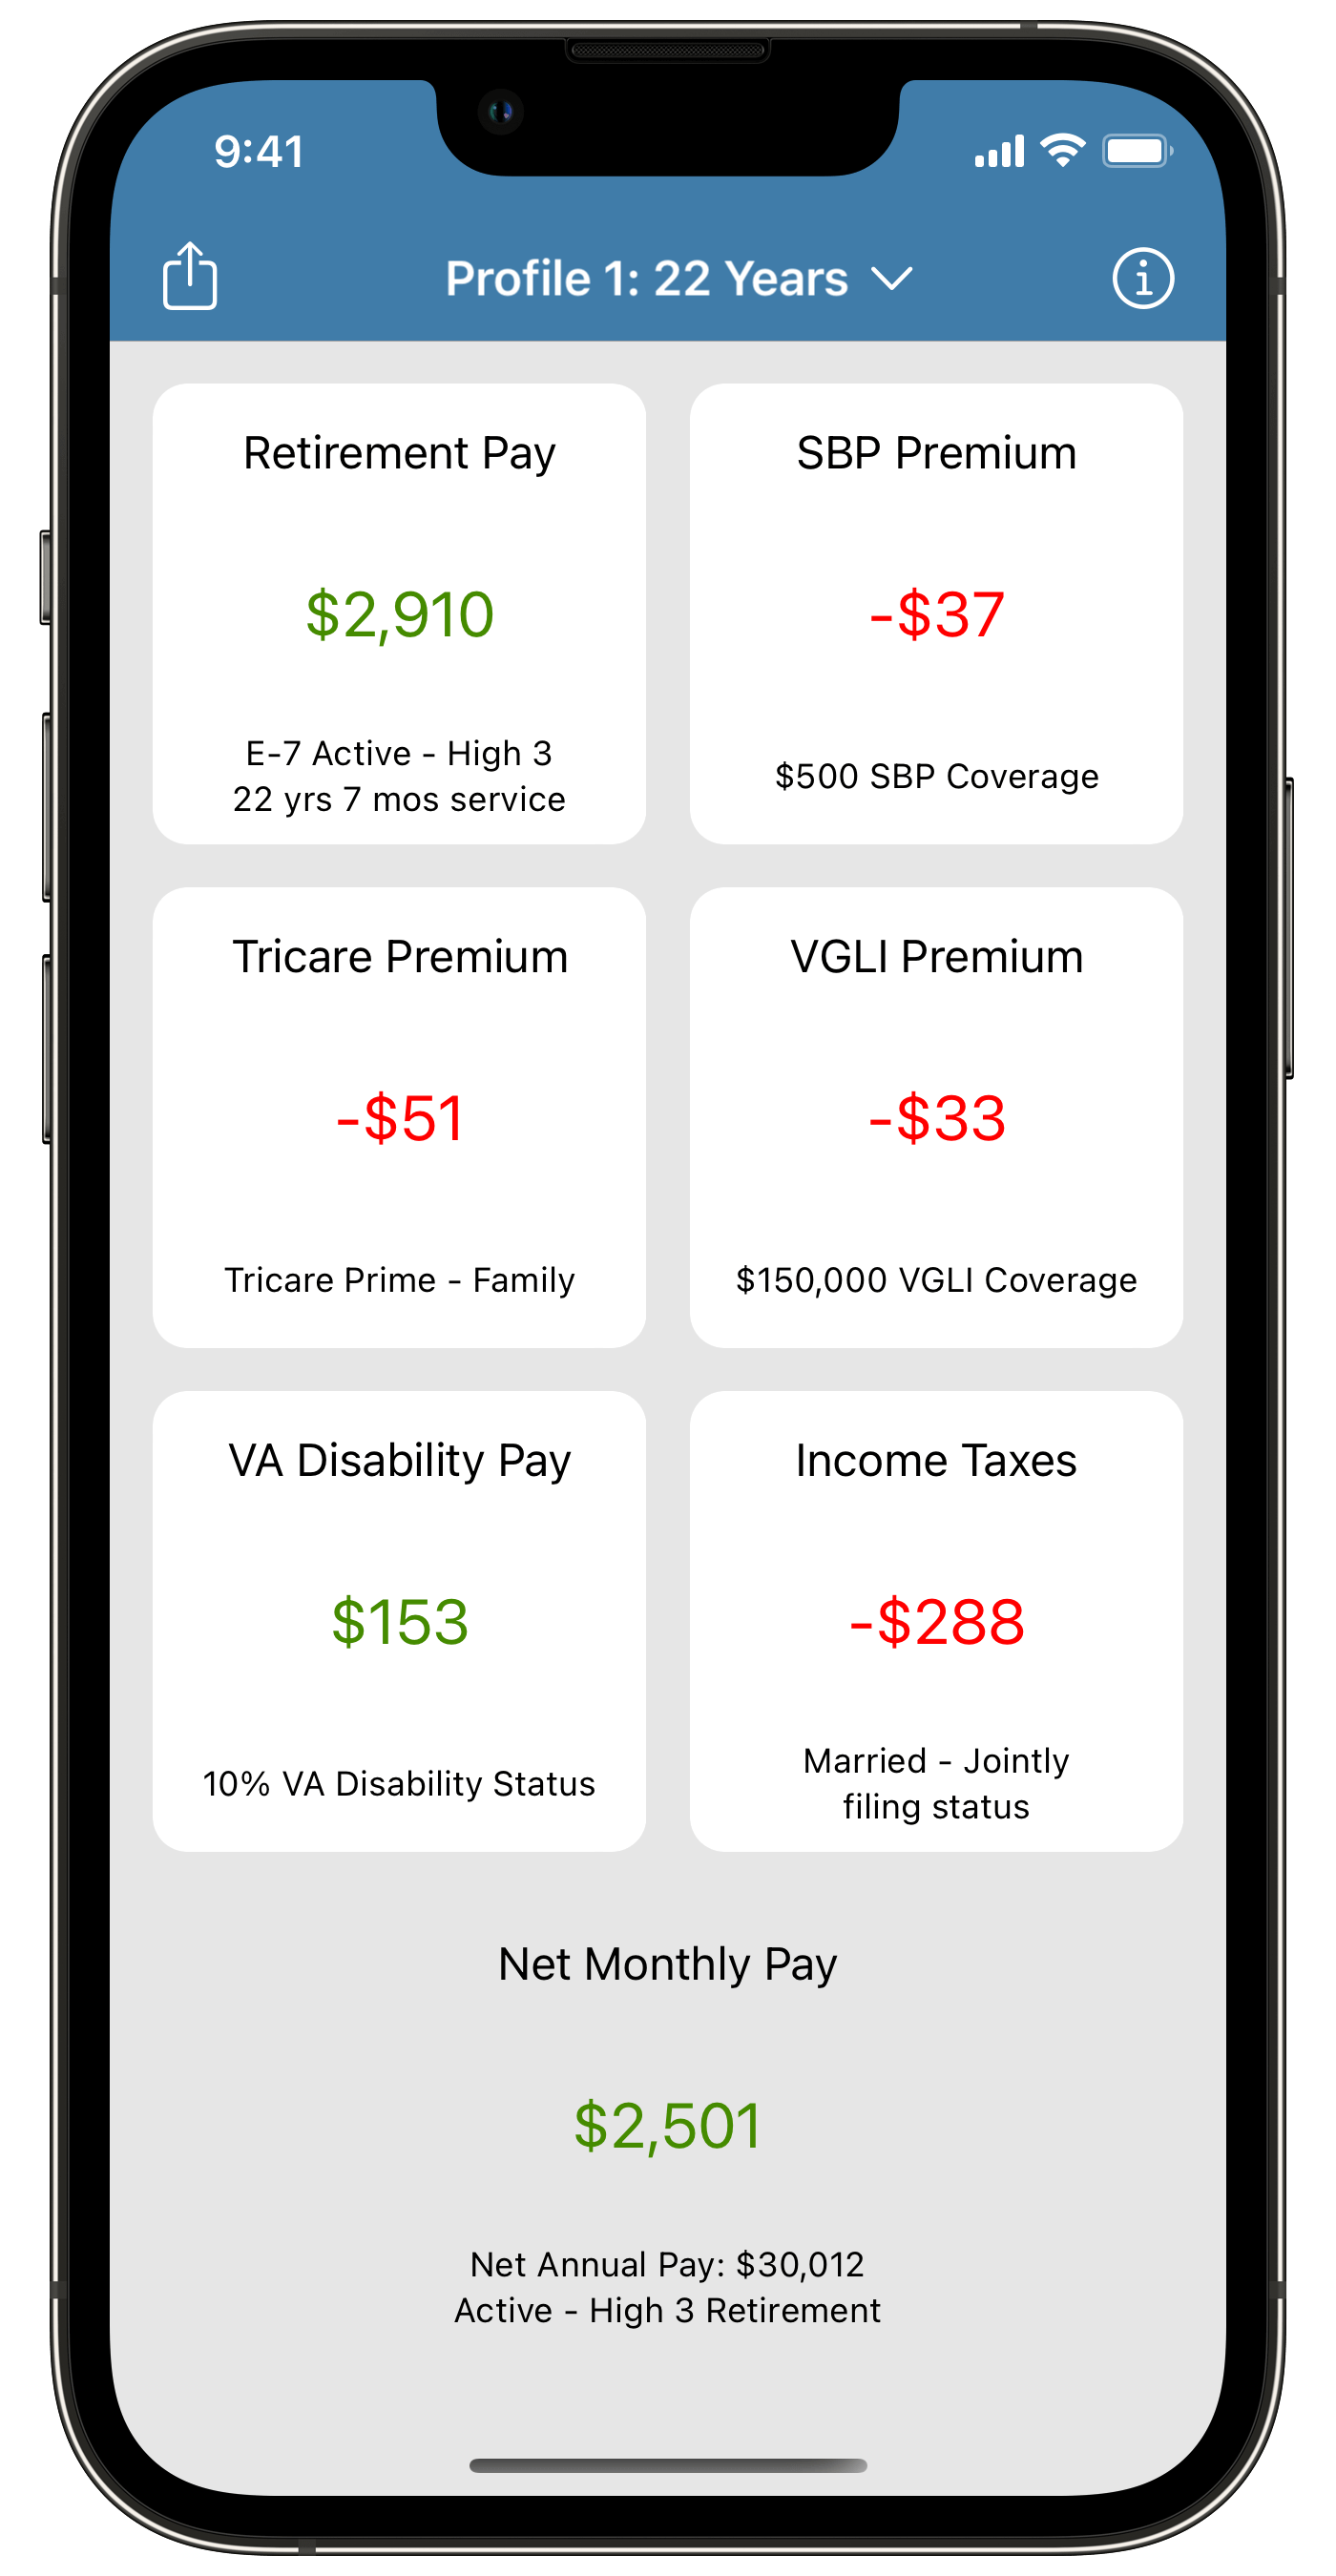 9:41
Profile 1: 22 Years
Retirement Pay
$2,910
E-7 Active - High 3
22 yrs 7 mos service
SBP Premium
-$37
$500 SBP Coverage
Tricare Premium
-$51
Tricare Prime - Family
VGLI Premium
-$33
$150,000 VGLI Coverage
VA Disability Pay
$153
10% VA Disability Status
Income Taxes
-$288
Married - Jointly
filing status
Net Monthly Pay
$2,501
Net Annual Pay: $30,012
Active - High 3 Retirement